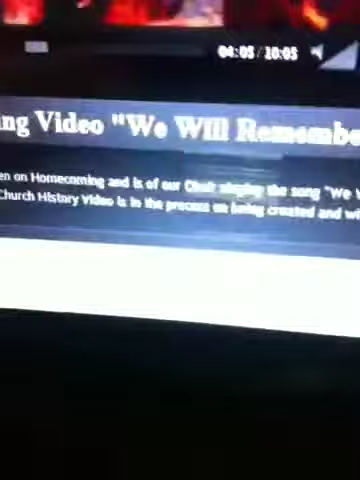 04:05 / 10:05
ng Video "We Will Remembe
en on Homecoming and is of our Choir singing the song "We
Church History Video is in the process on being created and wi